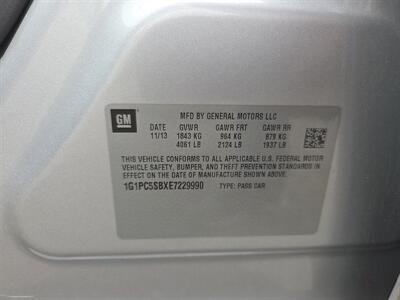 GM
MFD BY GENERAL MOTORS LLC
DATE GVWR GAWR FRT GAWR RR
11/13 1843 KG 964 KG 879 KG
4061 LB 2124 LB 1937 LB
THIS VEHICLE CONFORMS TO ALL APPLICABLE U.S. FEDERAL MOTOR
VEHICLE SAFETY, BUMPER, AND THEFT PREVENTION STANDARDS
IN EFFECT ON THE DATE OF MANUFACTURE SHOWN ABOVE.
1G1PC5SBXE7229990 TYPE: PASS CAR